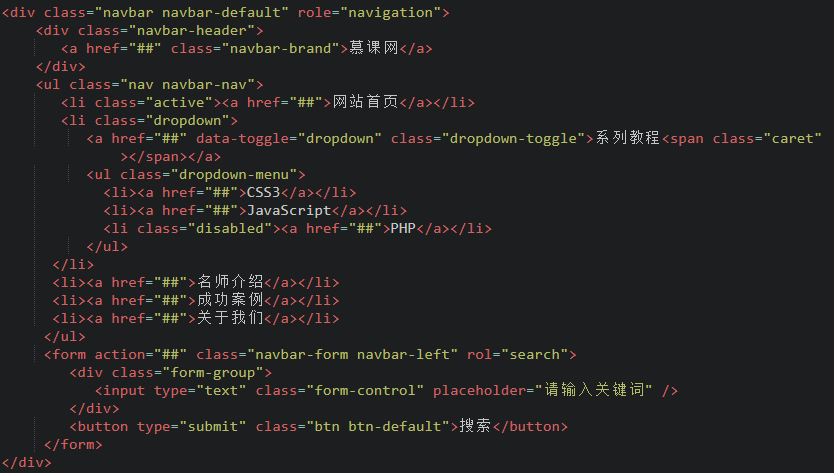 <div class="navbar navbar-default" role="navigation">
<div class="navbar-header">
<a href="##" class="navbar-brand">慕课网</a>
</div>
<ul class="nav navbar-nav">
<li class="active"><a href="##">网站首页</a></li>
<li class="dropdown">
<a href="##" data-toggle="dropdown" class="dropdown-toggle">系列教程<span class="caret"
></span></a>
<ul class="dropdown-menu">
<li><a href="##">CSS3</a></li>
<li><a href="##">JavaScript</a></li>
<li class="disabled"><a href="##">PHP</a></li>
</ul>
</li>
<li><a href="##">名师介绍</a></li>
<li><a href="##">成功案例</a></li>
<li><a href="##">关于我们</a></li>
</ul>
<form action="##" class="navbar-form navbar-left" rol="search">
<div class="form-group">
<input type="text" class="form-control" placeholder="请输入关键词" />
</div>
<button type="submit" class="btn btn-default">搜索</button>
</form>
</div>